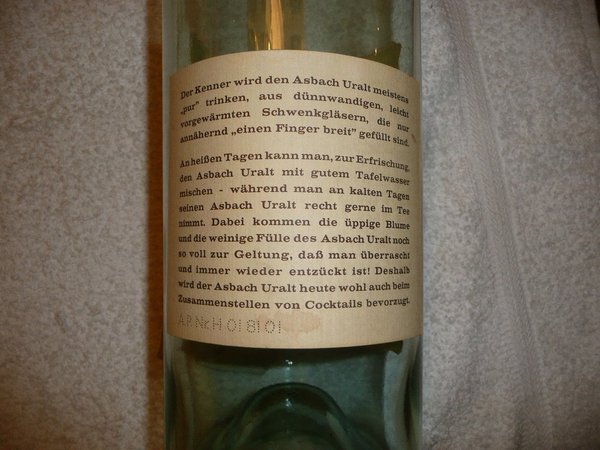 Der Kenner wird den Asbach Uralt meistens
„pur” trinken, aus dünnwandigen, leicht
vorgewärmten Schwenkgläsern, die nur
annähernd „einen Finger breit” gefüllt sind.
An heißen Tagen kann man, zur Erfrischung,
den Asbach Uralt mit gutem Tafelwasser
mischen - während man an kalten Tagen
seinen Asbach Uralt recht gerne im Tee
nimmt. Dabei kommen die üppige Blume
und die weinige Fülle des Asbach Uralt noch
so voll zur Geltung, daß man überrascht
und immer wieder entzückt ist! Deshalb
wird der Asbach Uralt heute wohl auch beim
Zusammenstellen von Cocktails bevorzugt.
A.P. Nr. H 01 81 01